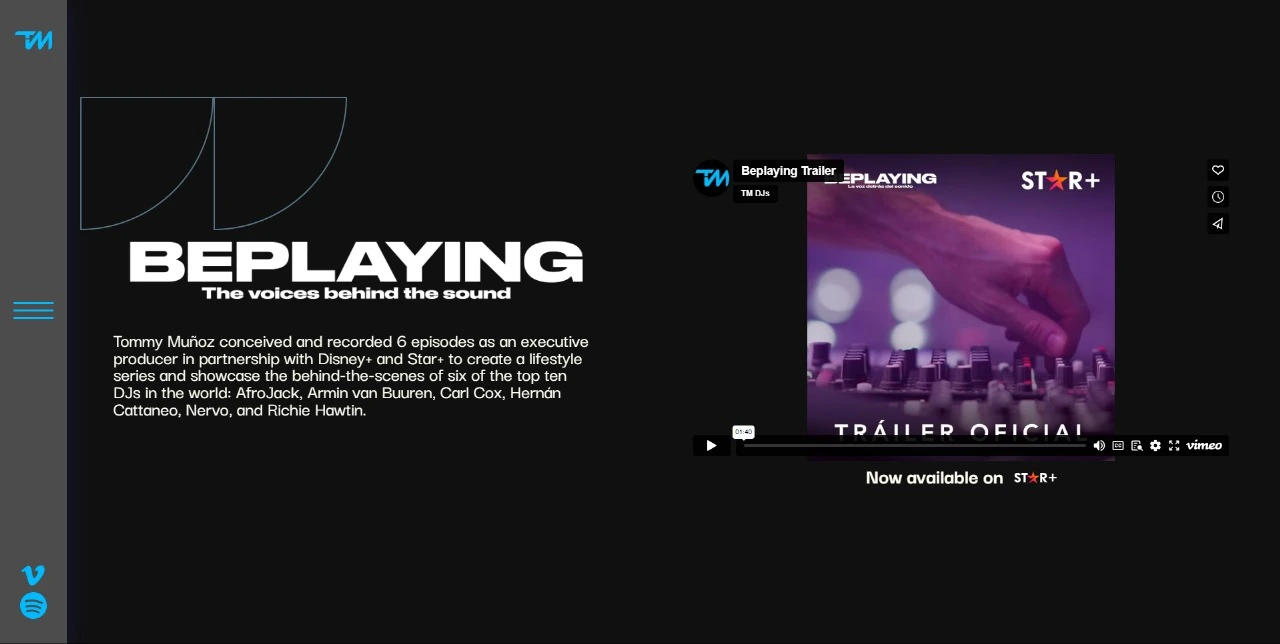 TM
BEPLAYING
The voices behind the sound
Tommy Muñoz conceived and recorded 6 episodes as an executive
producer in partnership with Disney+ and Star+ to create a lifestyle
series and showcase the behind-the-scenes of six of the top ten
DJs in the world: AfroJack, Armin van Buuren, Carl Cox, Hernán
Cattaneo, Nervo, and Richie Hawtin.
TM
Beplaying Trailer
TM DJs
BEPLAYING
La voz detrás del sonido
STAR+
TRÁILER OFICIAL
01:40
CC
vimeo
Now available on STAR+